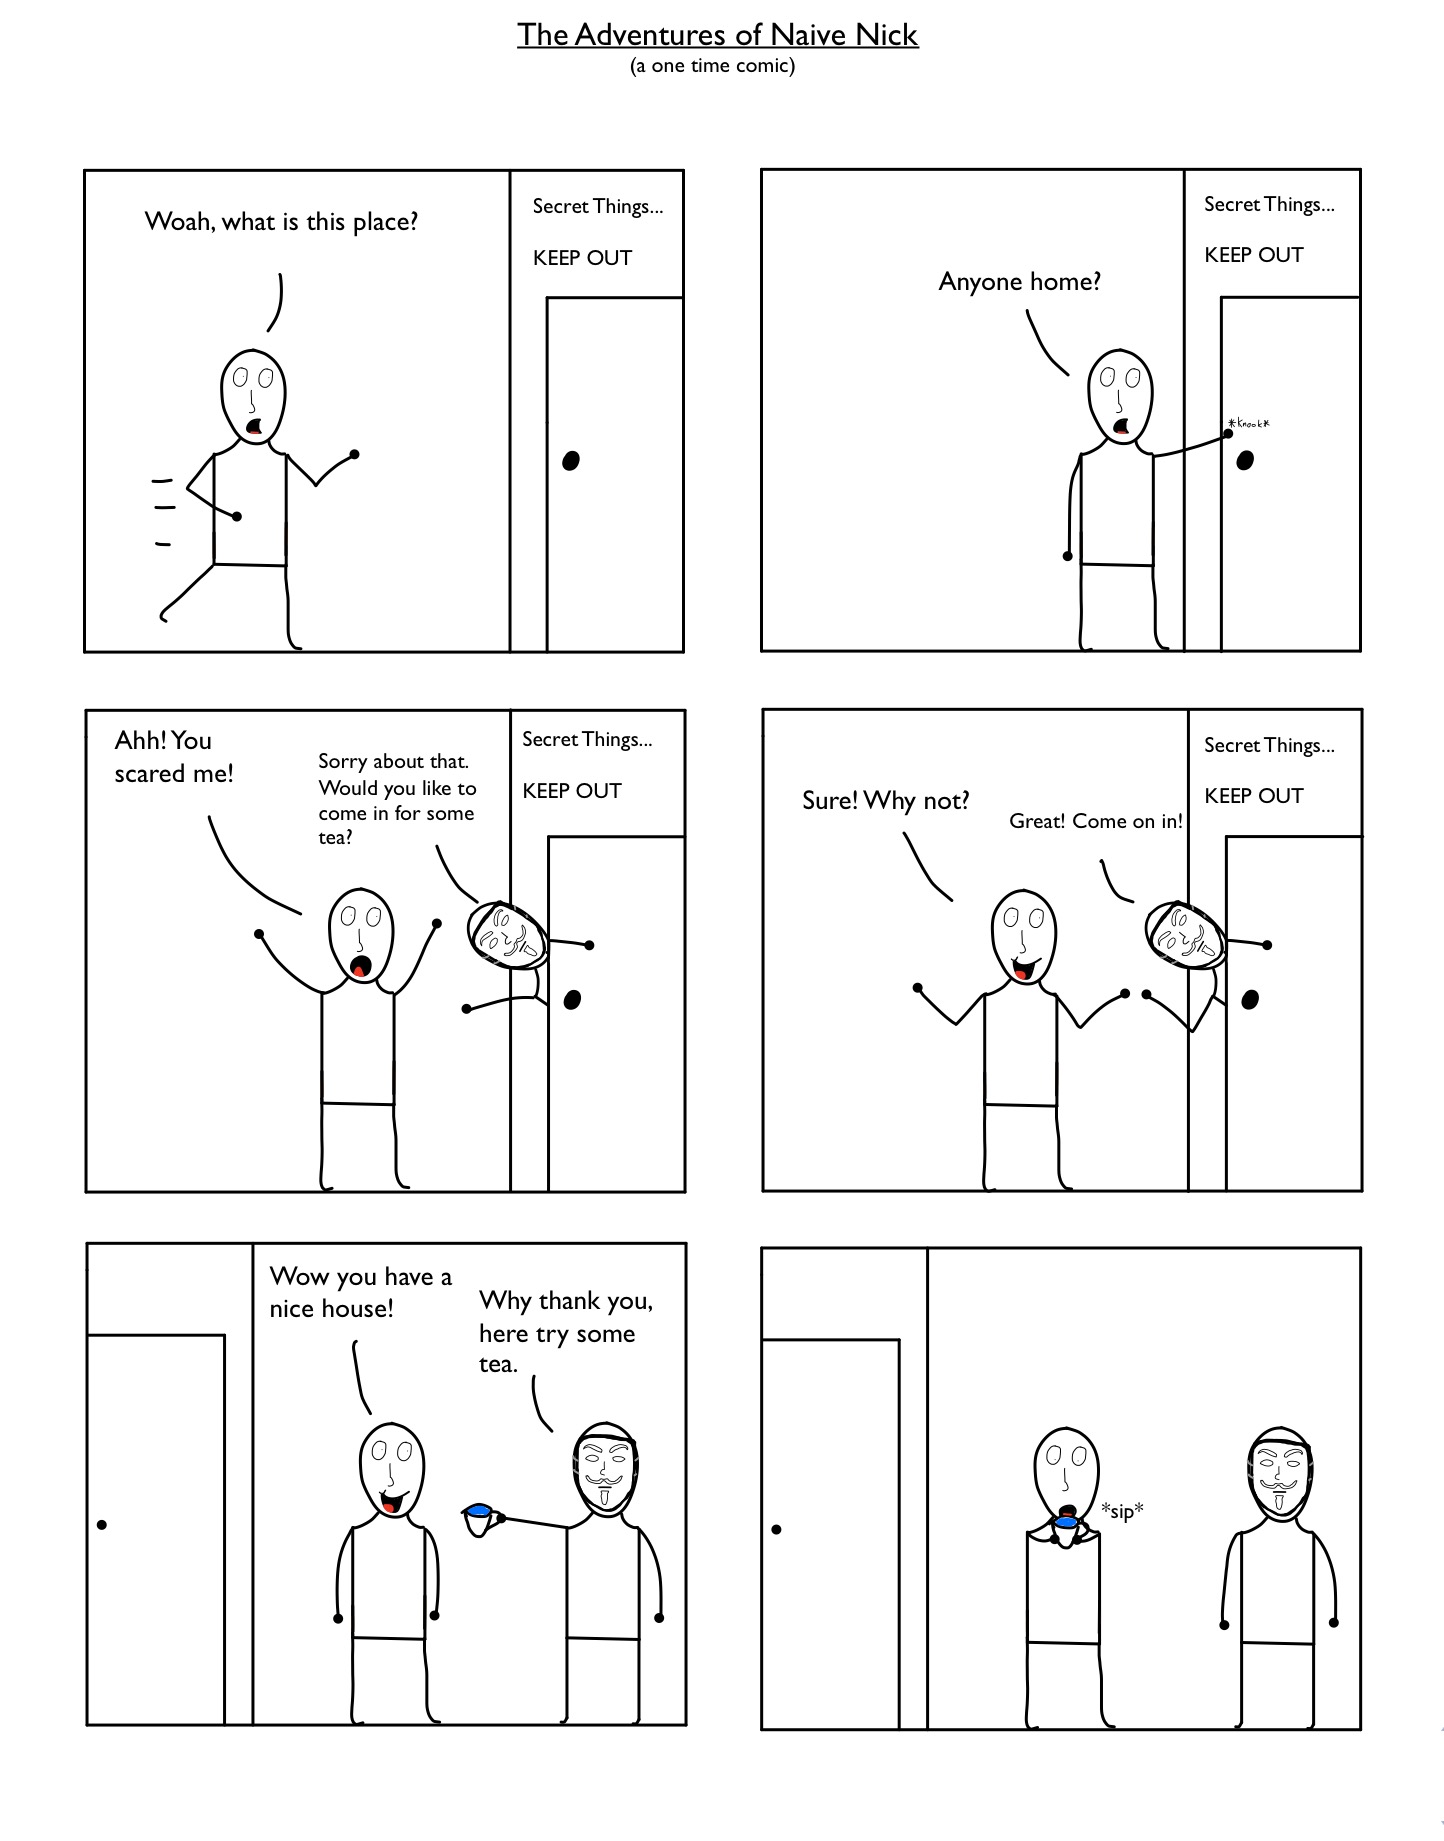 The Adventures of Naive Nick
(a one time comic)
Woah, what is this place?
Secret Things...
KEEP OUT
Anyone home?
Secret Things...
KEEP OUT
*knook*
Ahh! You
scared me!
Sorry about that.
Would you like to
come in for some
tea?
Secret Things...
KEEP OUT
Sure! Why not?
Great! Come on in!
Secret Things...
KEEP OUT
Wow you have a
nice house!
Why thank you,
here try some
tea.
*sip*